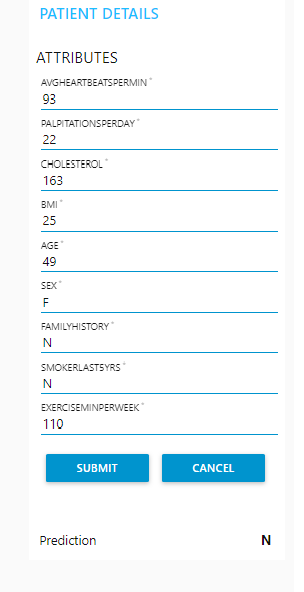 PATIENT DETAILS
ATTRIBUTES
AVGHEARTBEATSPERMIN *
93
PALPITATIONSPERDAY *
22
CHOLESTEROL *
163
BMI *
25
AGE *
49
SEX *
F
FAMILYHISTORY *
N
SMOKERLAST5YRS *
N
EXERCISEMINPERWEEK *
110
SUBMIT CANCEL
Prediction N